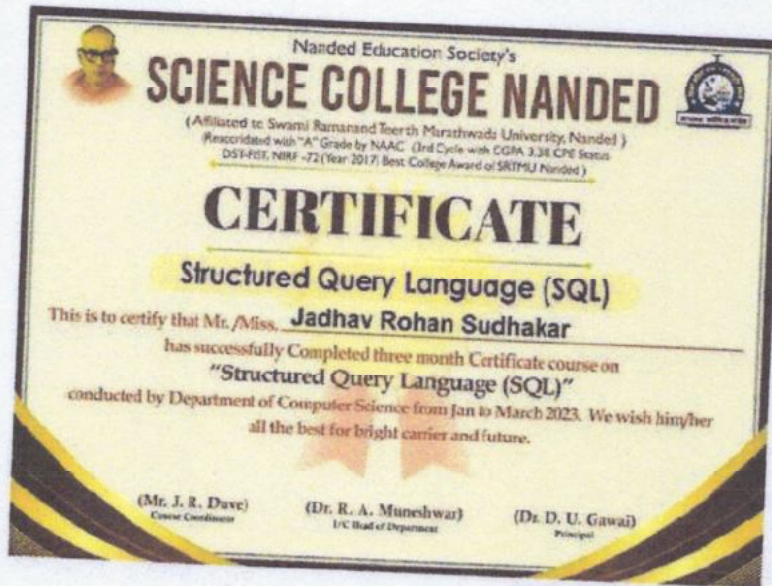 Nanded Education Society's
SCIENCE COLLEGE NANDED
(Affiliated to Swami Ramanand Teerth Marathwada University, Nanded )
(Reaccridated with "A" Grade by NAAC (3rd Cycle with CGPA 3.38 CPE Status
DST-FIST, NIRF -72(Year 2017) Best College Award of SRTMU Nanded )
CERTIFICATE
Structured Query Language (SQL)
This is to certify that Mr./Miss. Jadhav Rohan Sudhakar
has successfully Completed three month Certificate course on
"Structured Query Language (SQL)"
conducted by Department of Computer Science from Jan to March 2023. We wish him/her
all the best for bright carrier and future.
(Mr. J. R. Dave) (Dr. R. A. Muneshwar) (Dr. D. U. Gawai)
Course Coordinator I/C Head of Department Principal